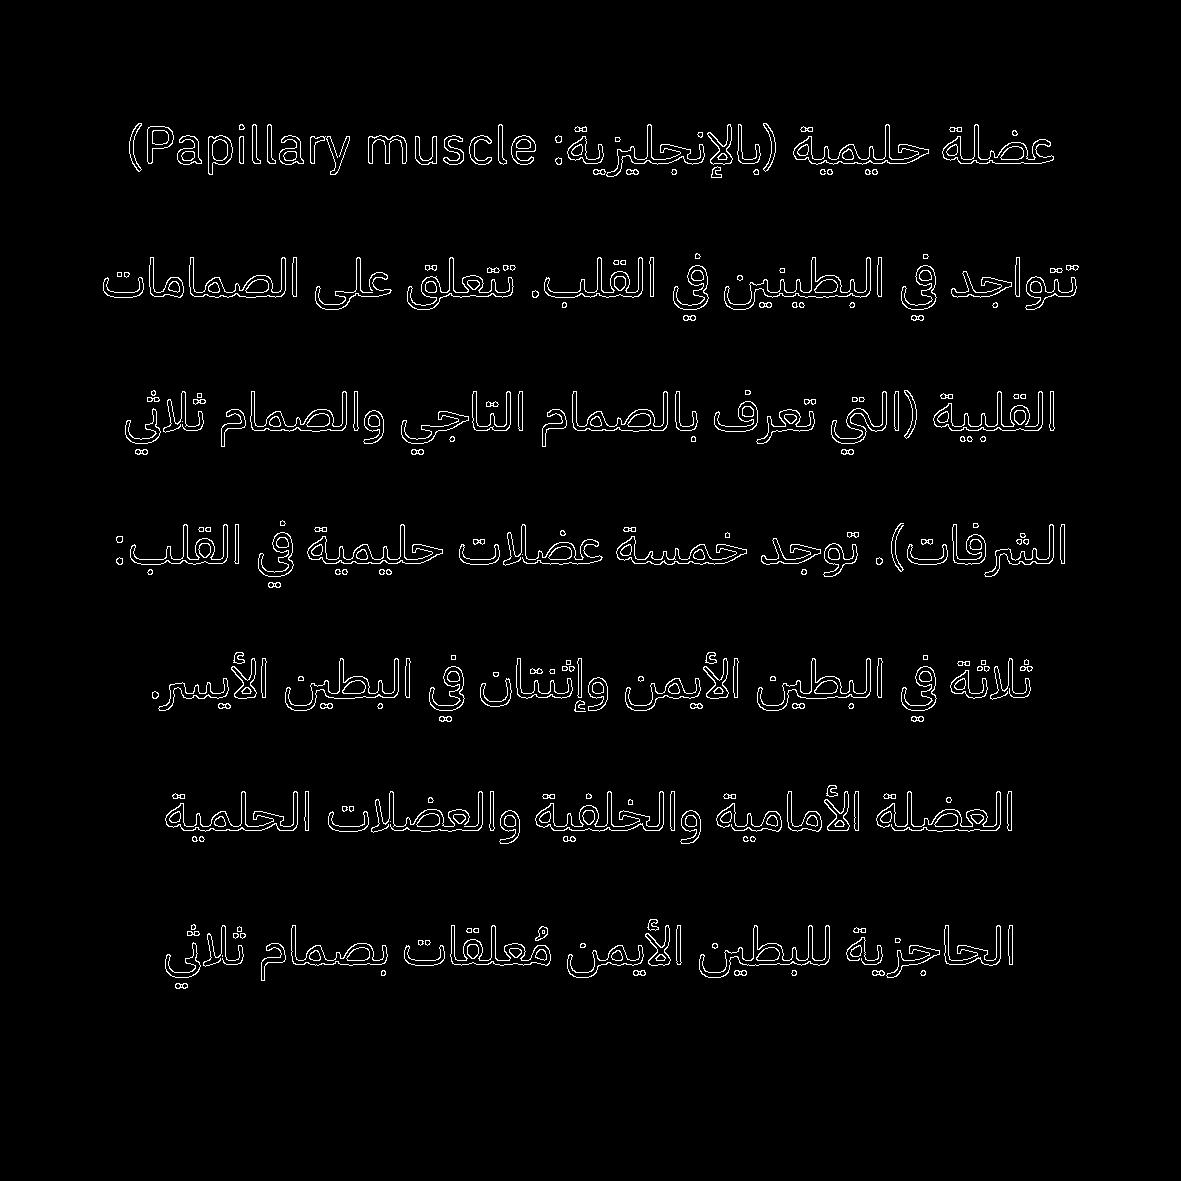 عضلة حليمية (بالإنجليزية: Papillary muscle)
تتواجد في البطينين في القلب. تتعلق على الصمامات
القلبية (التي تعرف بالصمام التاجي والصمام ثلاثي
الشرفات). توجد خمسة عضلات حليمية في القلب:
ثلاثة في البطين الأيمن وإثنتان في البطين الأيسر.
العضلة الأمامية والخلفية والعضلات الحلمية
الحاجزية للبطين الأيمن مُعلقات بصمام ثلاثي